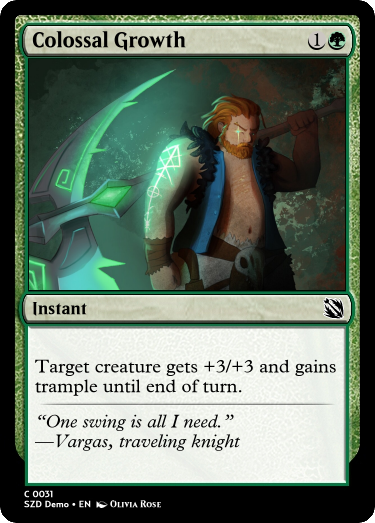 Colossal Growth 1
Instant
Target creature gets +3/+3 and gains
trample until end of turn.
“One swing is all I need.”
—Vargas, traveling knight
C 0031
SZD Demo • EN Olivia Rose